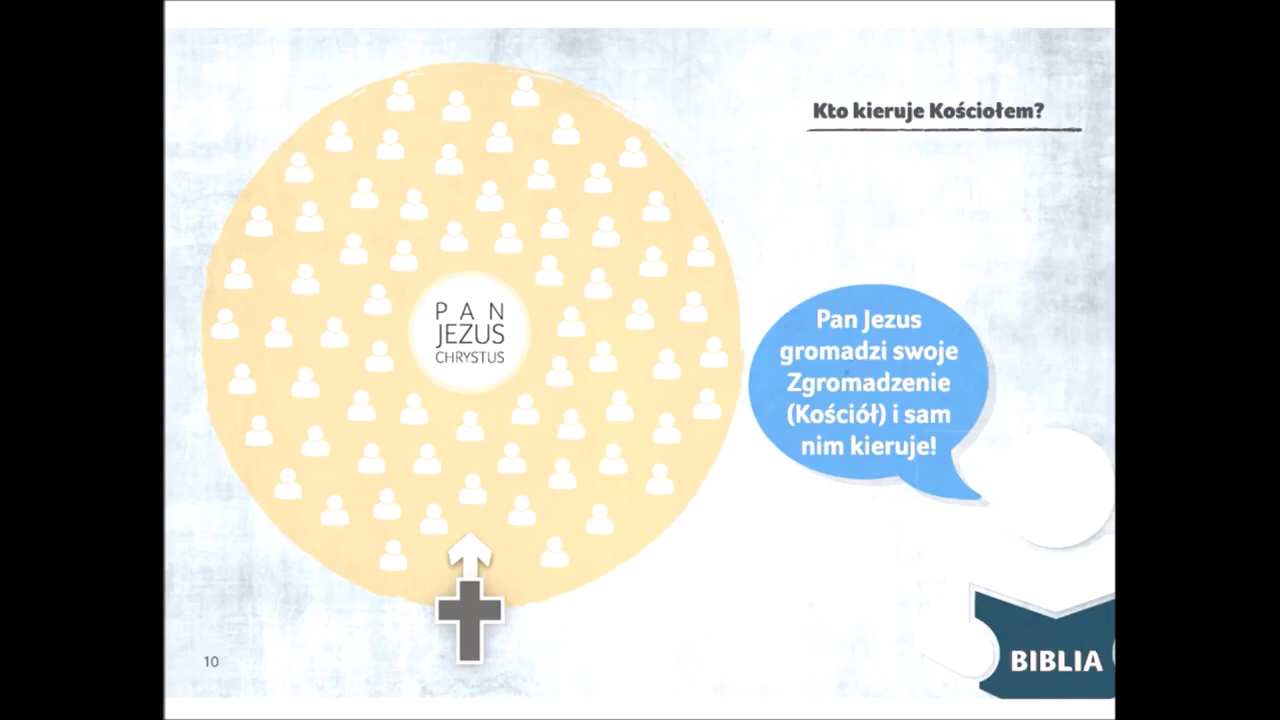 Kto kieruje Kościołem?
PAN
JEZUS
CHRYSTUS
Pan Jezus
gromadzi swoje
Zgromadzenie
(Kościół) i sam
nim kieruje!
BIBLIA
10